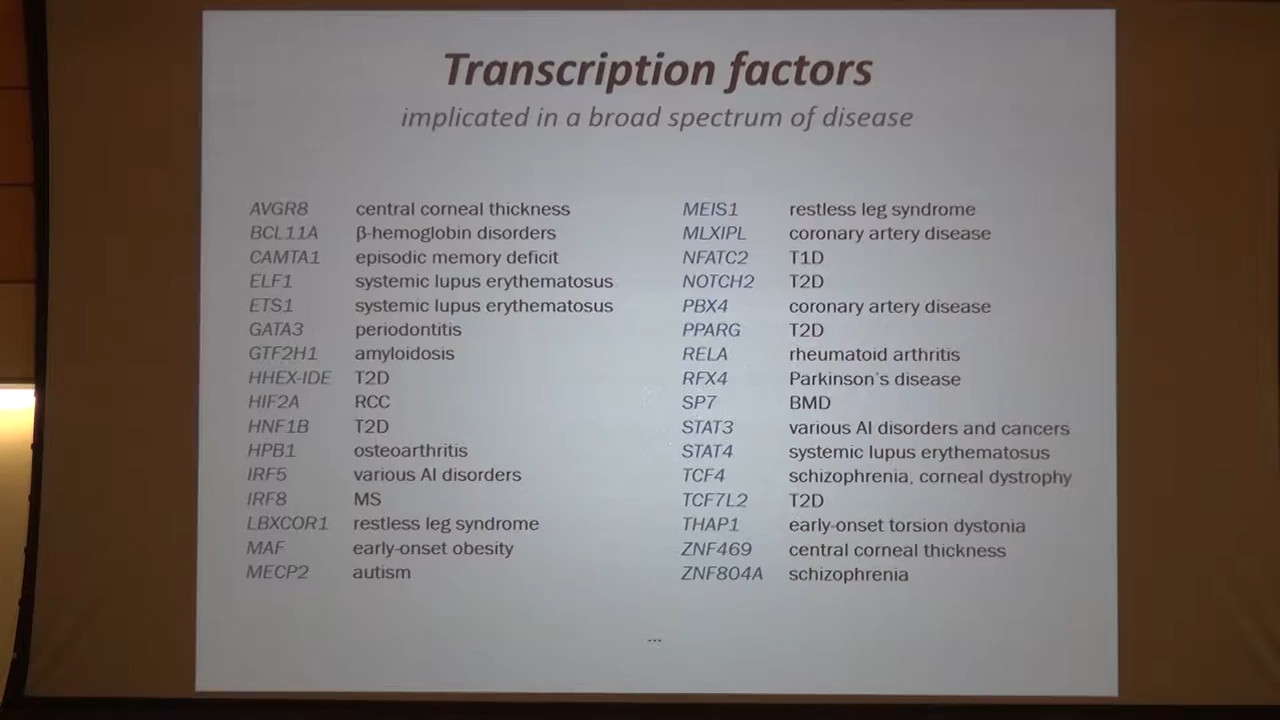 Transcription factors
implicated in a broad spectrum of disease
AVGR8 central corneal thickness
BCL11A β-hemoglobin disorders
CAMTA1 episodic memory deficit
ELF1 systemic lupus erythematosus
ETS1 systemic lupus erythematosus
GATA3 periodontitis
GTF2H1 amyloidosis
HHEX-IDE T2D
HIF2A RCC
HNF1B T2D
HPB1 osteoarthritis
IRF5 various AI disorders
IRF8 MS
LBXCOR1 restless leg syndrome
MAF early-onset obesity
MECP2 autism
MEIS1 restless leg syndrome
MLXIPL coronary artery disease
NFATC2 T1D
NOTCH2 T2D
PBX4 coronary artery disease
PPARG T2D
RELA rheumatoid arthritis
RFX4 Parkinson's disease
SP7 BMD
STAT3 various AI disorders and cancers
STAT4 systemic lupus erythematosus
TCF4 schizophrenia, corneal dystrophy
TCF7L2 T2D
THAP1 early-onset torsion dystonia
ZNF469 central corneal thickness
ZNF804A schizophrenia
...